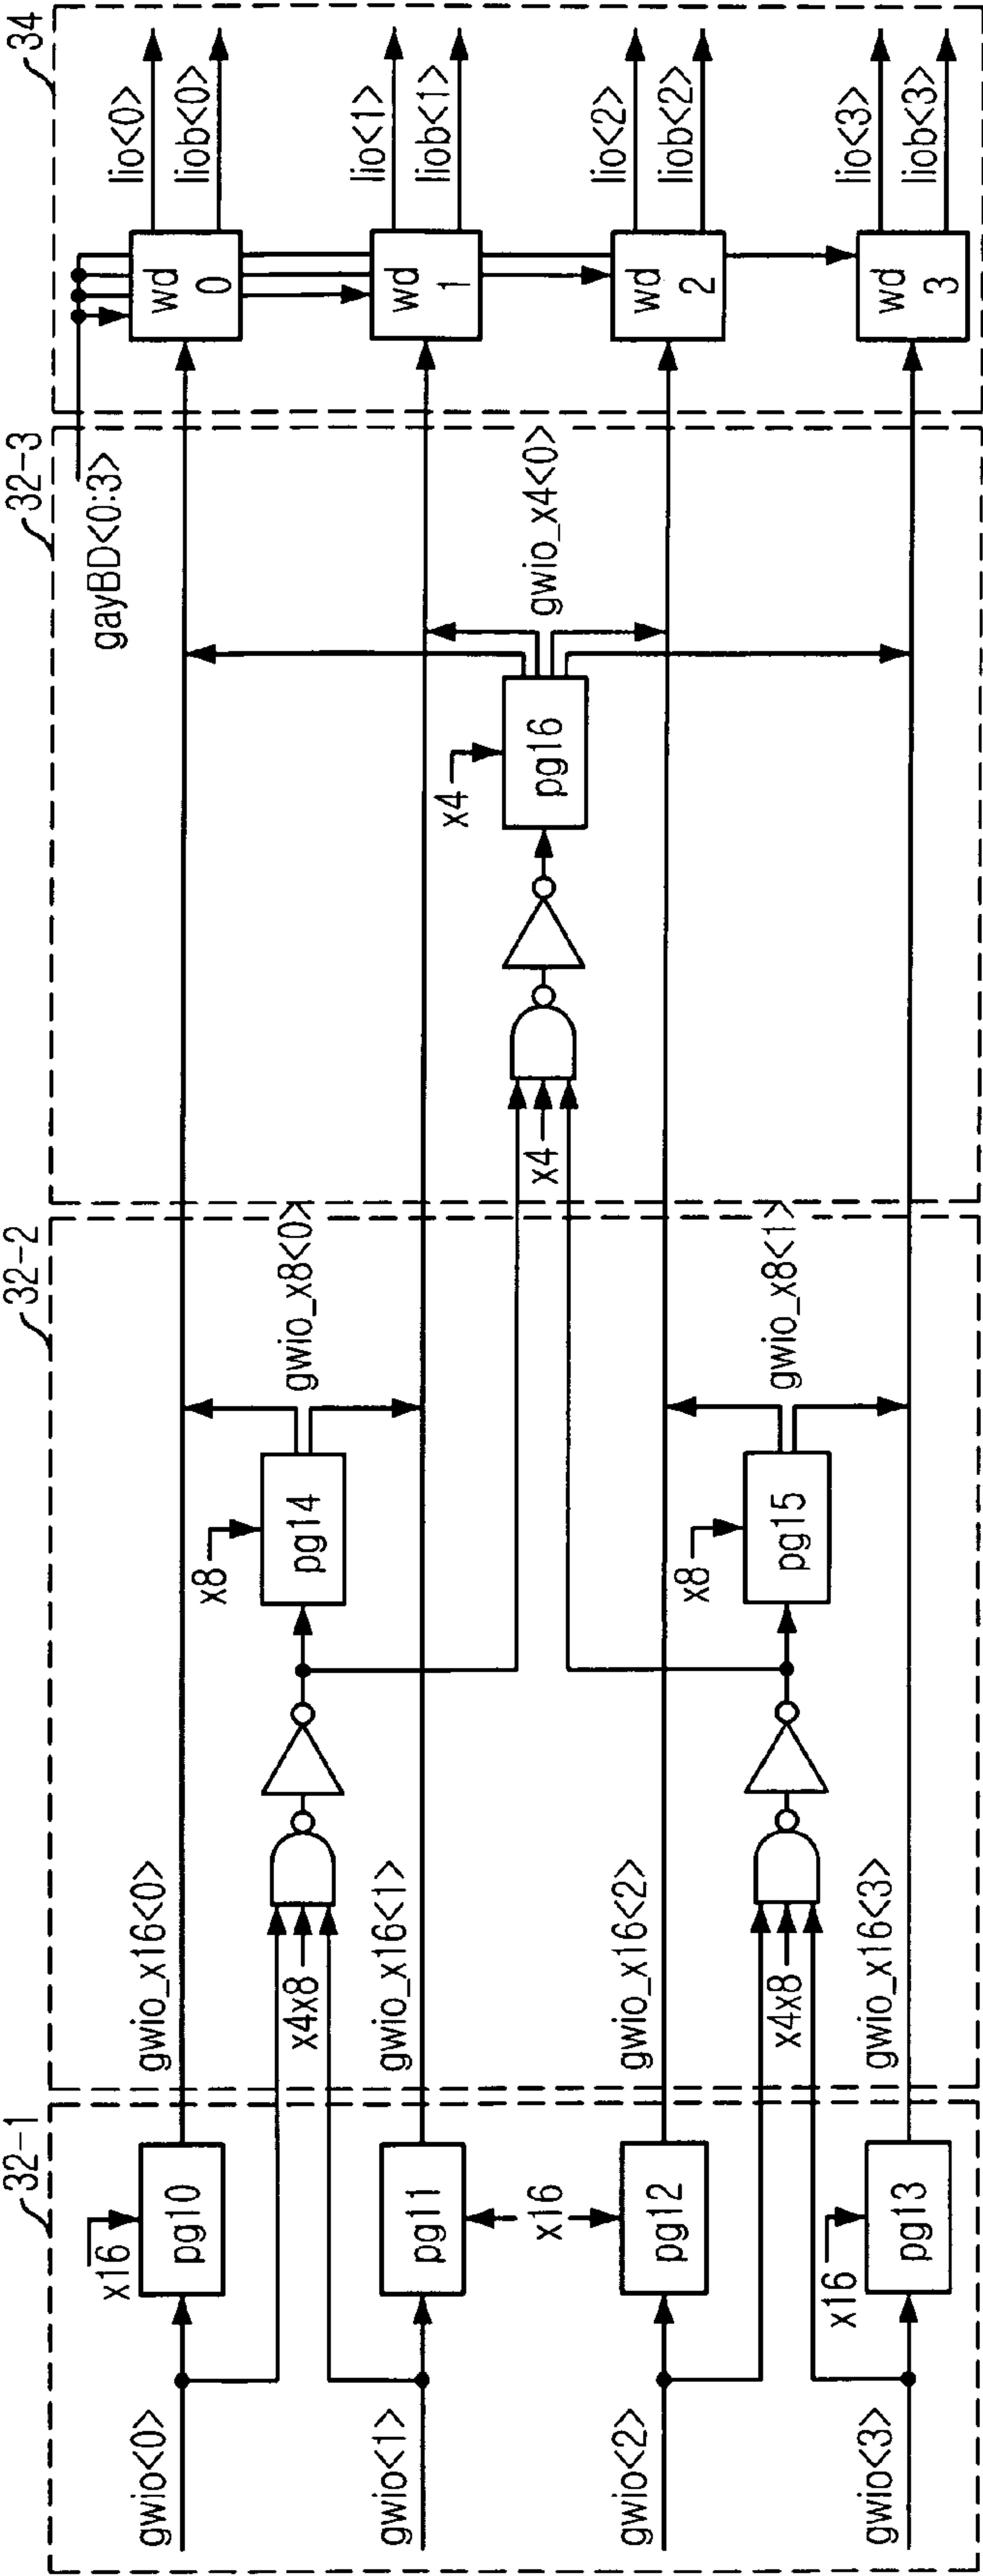 32-1
32-2
32-3
34
gwio<0>
x16
pg10
gwio_x16<0>
x4x8
x8
pg14
gwio_x8<0>
gwio<1>
pg11
gwio_x16<1>
x16
x4
x4
pg16
gwio_x4<0>
gwio<2>
pg12
gwio_x16<2>
x4x8
x8
pg15
gwio_x8<1>
gwio<3>
x16
pg13
gwio_x16<3>
gayBD<0:3>
wd
0
lio<0>
liob<0>
wd
1
lio<1>
liob<1>
wd
2
lio<2>
liob<2>
wd
3
lio<3>
liob<3>